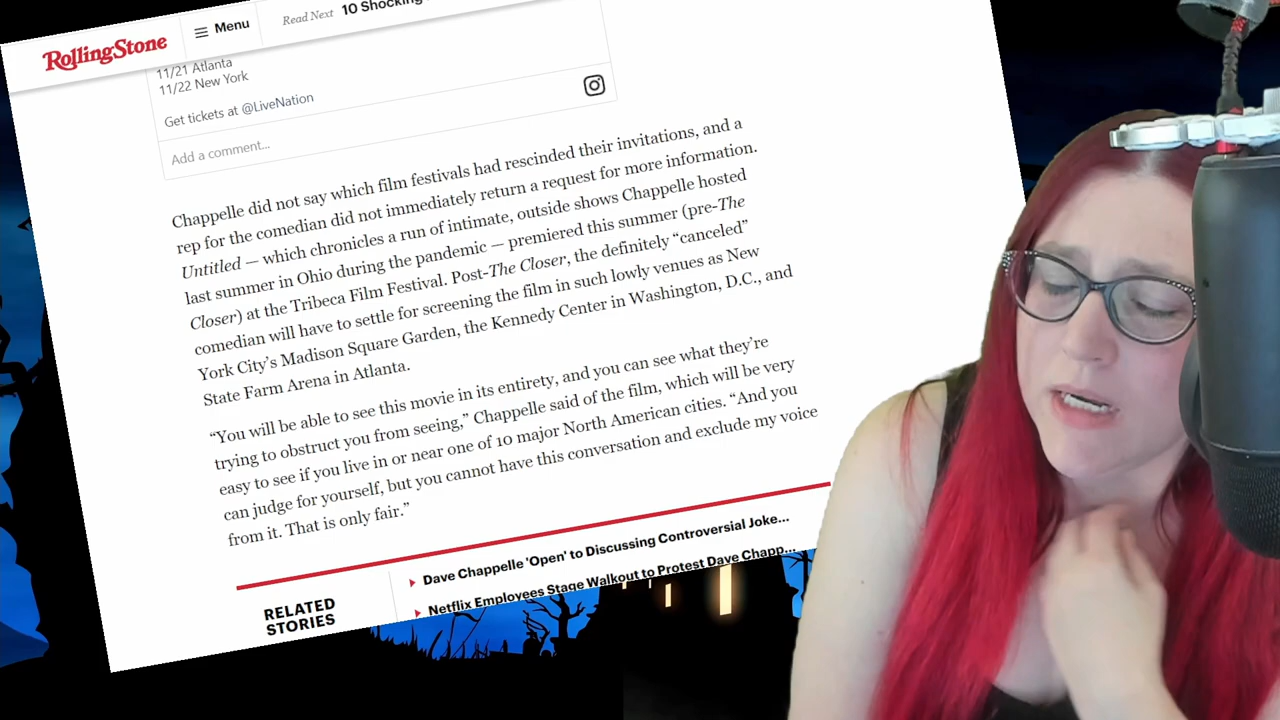 RollingStone
Menu
Read Next 10 Shocking
11/21 Atlanta
11/22 New York
Get tickets at @LiveNation
Add a comment...
Chappelle did not say which film festivals had rescinded their invitations, and a
rep for the comedian did not immediately return a request for more information.
Untitled — which chronicles a run of intimate, outside shows Chappelle hosted
last summer in Ohio during the pandemic — premiered this summer (pre-The
Closer) at the Tribeca Film Festival. Post-The Closer, the definitely “canceled”
comedian will have to settle for screening the film in such lowly venues as New
York City’s Madison Square Garden, the Kennedy Center in Washington, D.C., and
State Farm Arena in Atlanta.
“You will be able to see this movie in its entirety, and you can see what they’re
trying to obstruct you from seeing,” Chappelle said of the film, which will be very
easy to see if you live in or near one of 10 major North American cities. “And you
can judge for yourself, but you cannot have this conversation and exclude my voice
from it. That is only fair.”
RELATED
STORIES
Dave Chappelle 'Open' to Discussing Controversial Joke...
Netflix Employees Stage Walkout to Protest Dave Chapp...